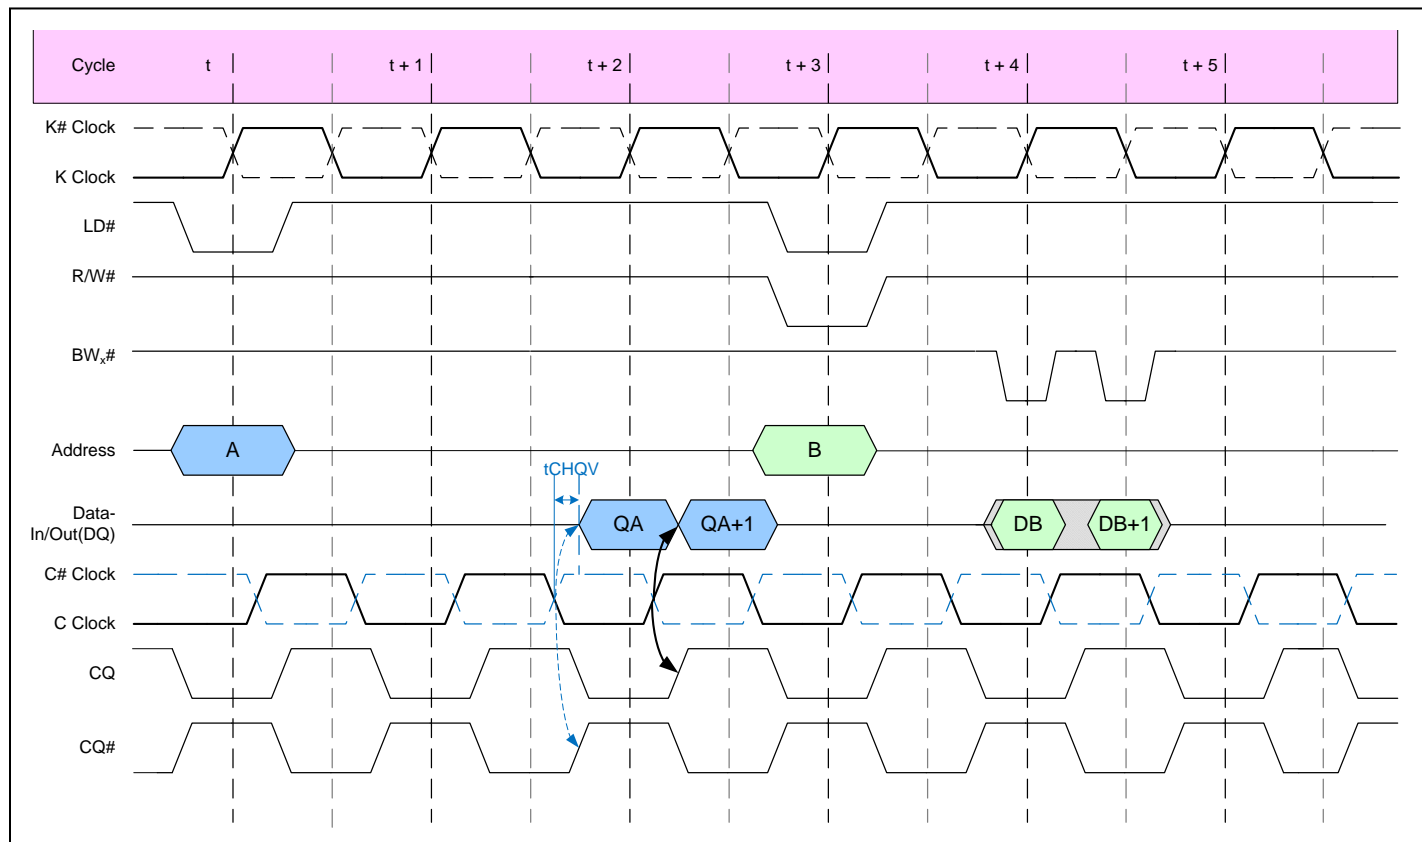 Cycle t t + 1 t + 2 t + 3 t + 4 t + 5
K# Clock
K Clock
LD#
R/W#
BWx#
Address A B
tCHQV
Data-
In/Out(DQ) QA QA+1 DB DB+1
C# Clock
C Clock
CQ
CQ#